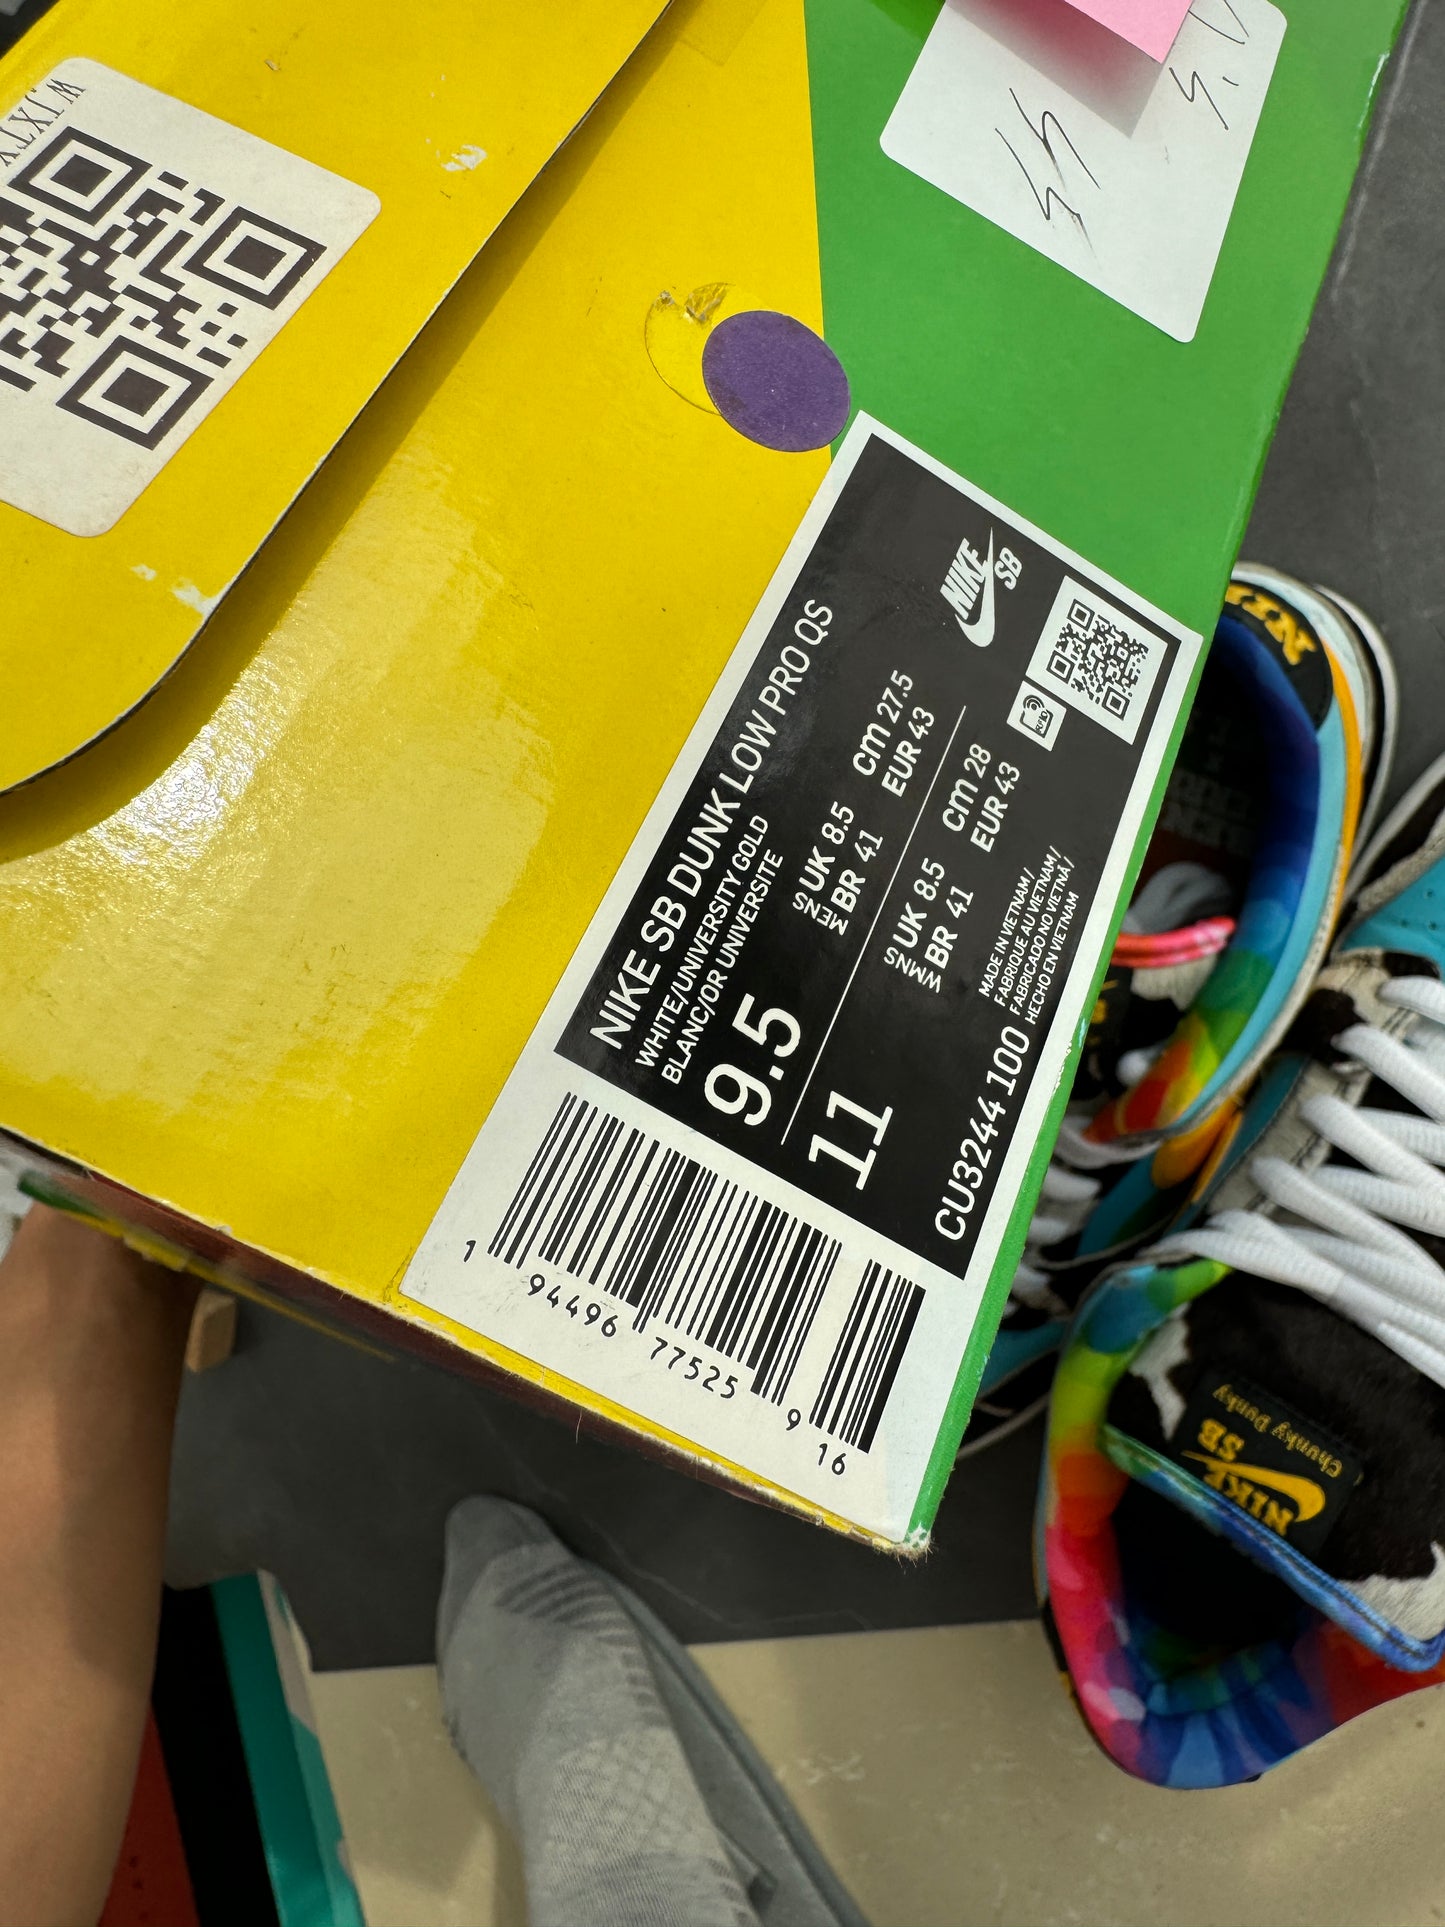 WTXTY
NIKE
SB
NIKE SB DUNK LOW PRO QS
WHITE/UNIVERSITY GOLD
BLANC/OR UNIVERSITE
9.5
MENS
UK 8.5
BR 41
cm 27.5
EUR 43
11
WMNS
UK 8.5
BR 41
cm 28
EUR 43
RFID
CU3244 100
MADE IN VIETNAM/
FABRIQUE AU VIETNAM/
FABRICADO NO VIETNÃ/
HECHO EN VIETNAM
1 94496 77525 9 16
NIKE
SB
Chunky Dunky